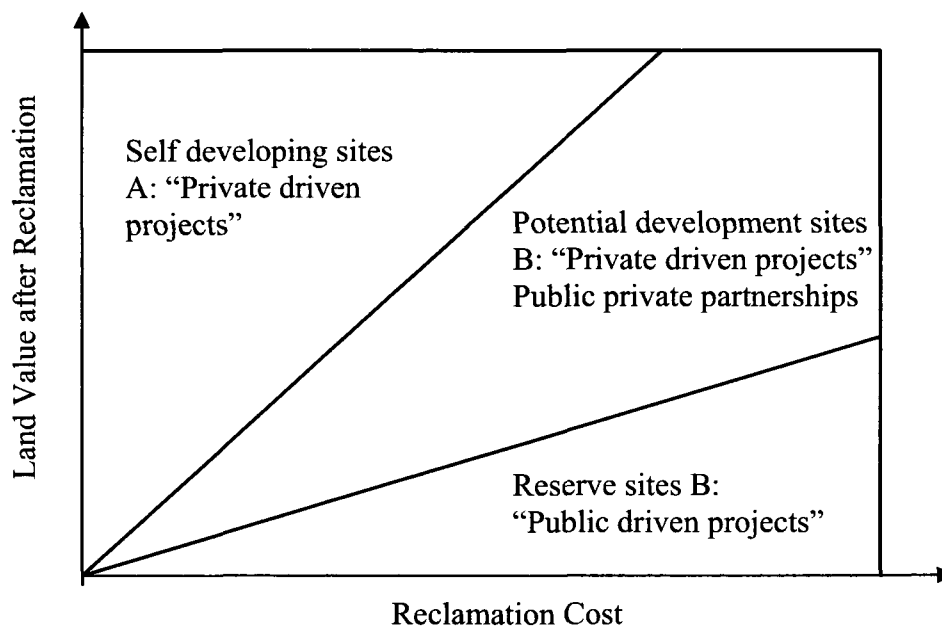 Land Value after Reclamation
Self developing sites
A: “Private driven
projects”
Potential development sites
B: “Private driven projects”
Public private partnerships
Reserve sites B:
“Public driven projects”
Reclamation Cost